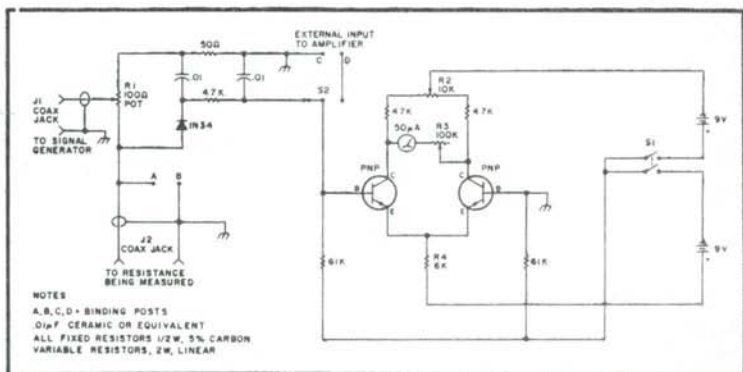 50Ω
EXTERNAL INPUT
TO AMPLIFIER
C
D
.01
.01
R1
100Ω
POT
J1
COAX
JACK
4.7K
S2
TO SIGNAL
GENERATOR
1N34
A
B
J2
COAX JACK
TO RESISTANCE
BEING MEASURED
R2
10K
4.7K
4.7K
50μA
R3
100K
PNP
PNP
C
C
B
B
E
E
61K
R4
6K
61K
9V
+
S1
9V
+
NOTES
A,B,C,D = BINDING POSTS
.01μF CERAMIC OR EQUIVALENT
ALL FIXED RESISTORS 1/2W, 5% CARBON
VARIABLE RESISTORS, 2W, LINEAR